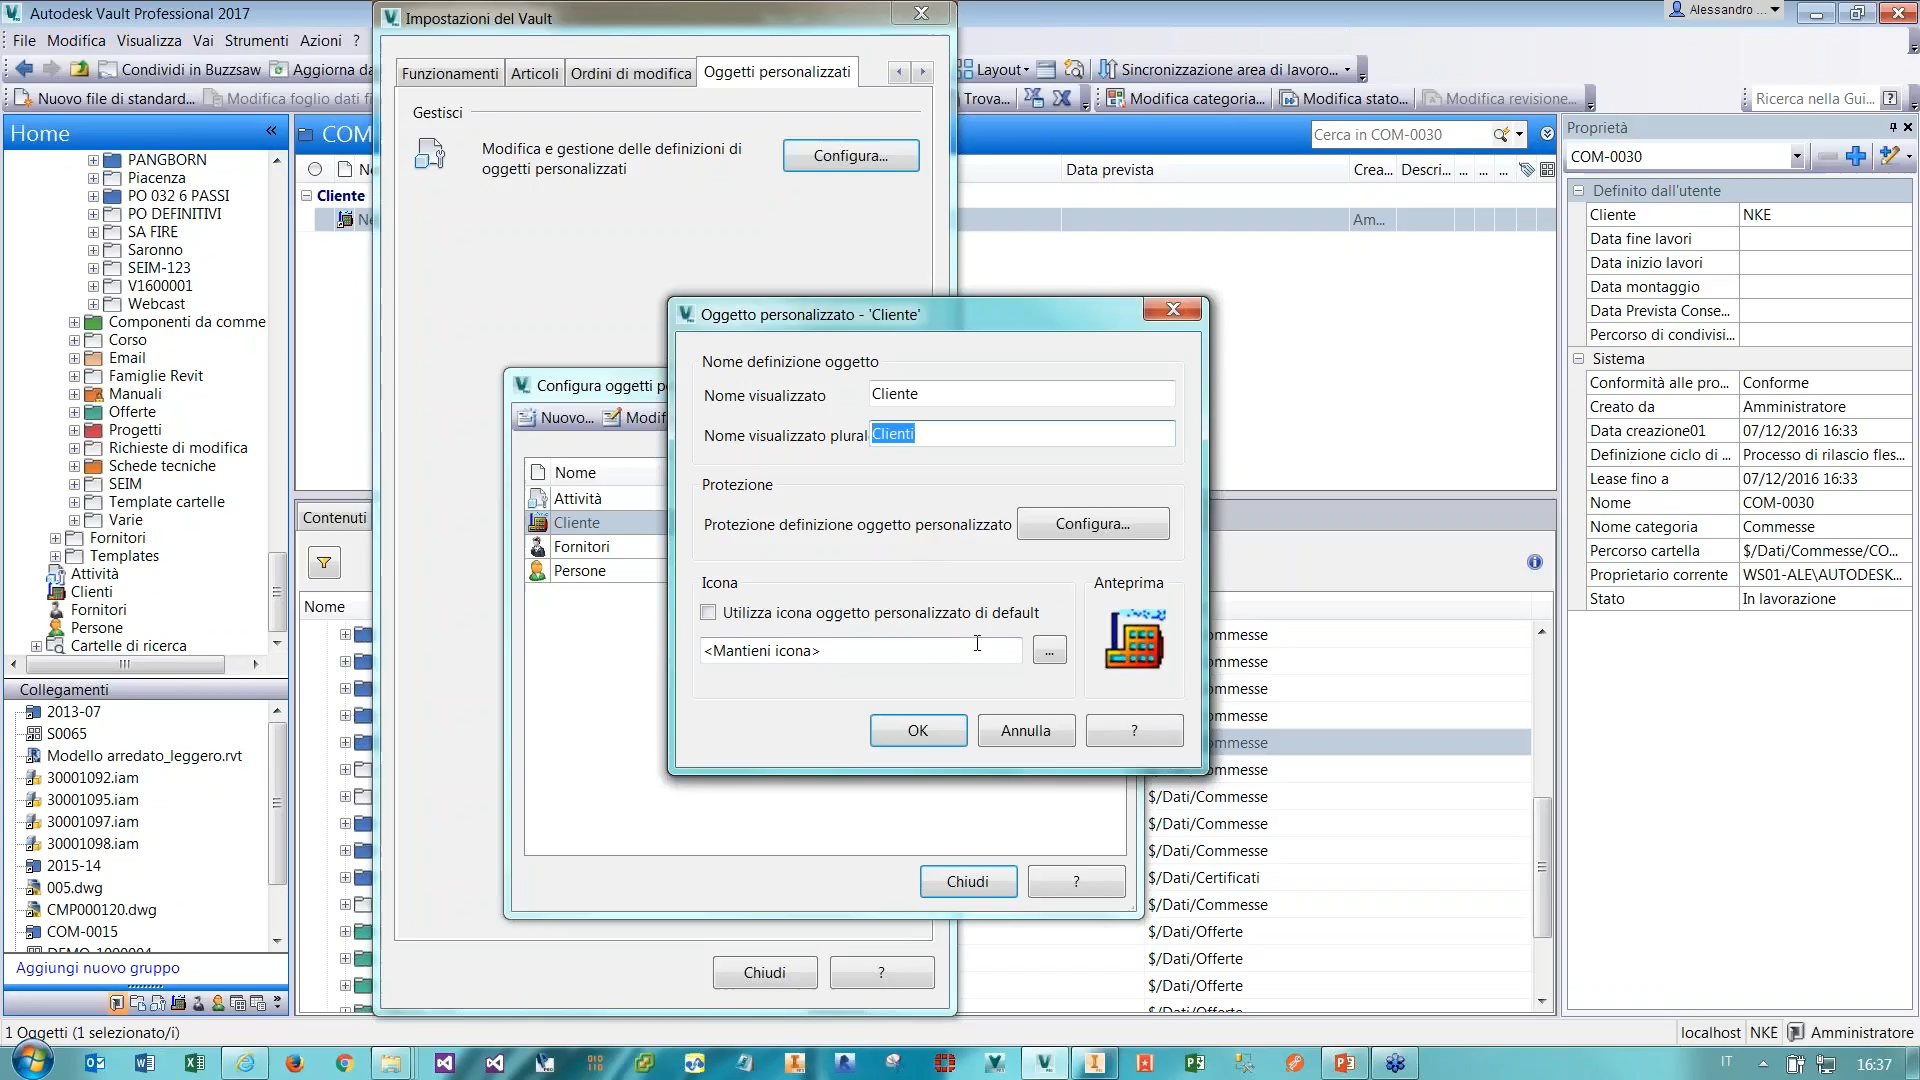 Autodesk Vault Professional 2017
Impostazioni del Vault
Alessandro ...
File Modifica Visualizza Vai Strumenti Azioni ?
Condividi in Buzzsaw
Aggiorna da
Layout
Sincronizzazione area di lavoro...
Nuovo file di standard...
Modifica foglio dati f
Trova...
Modifica categoria...
Modifica stato...
Modifica revisione...
Ricerca nella Gui...
Funzionamenti
Articoli
Ordini di modifica
Oggetti personalizzati
Gestisci
Modifica e gestione delle definizioni di
oggetti personalizzati
Configura...
Home
PANGBORN
Piacenza
PO 032 6 PASSI
PO DEFINITIVI
SA FIRE
Saronno
SEIM-123
V1600001
Webcast
Componenti da comme
Corso
Email
Famiglie Revit
Manuali
Offerte
Progetti
Richieste di modifica
Schede tecniche
SEIM
Template cartelle
Varie
Fornitori
Templates
Attività
Clienti
Fornitori
Persone
Cartelle di ricerca
Collegamenti
2013-07
S0065
Modello arredato_leggero.rvt
30001092.iam
30001095.iam
30001097.iam
30001098.iam
2015-14
005.dwg
CMP000120.dwg
COM-0015
Aggiungi nuovo gruppo
1 Oggetti (1 selezionato/i)
COM
Cerca in COM-0030
Data prevista
Crea...
Descri...
...
...
...
Cliente
Am...
Contenuti
Nome
Configura oggetti p
Nuovo...
Modif
Nome
Attività
Cliente
Fornitori
Persone
Chiudi
?
Chiudi
?
Oggetto personalizzato - 'Cliente'
Nome definizione oggetto
Nome visualizzato
Cliente
Nome visualizzato plural
Clienti
Protezione
Protezione definizione oggetto personalizzato
Configura...
Icona
Utilizza icona oggetto personalizzato di default
<Mantieni icona>
...
Anteprima
OK
Annulla
?
ommesse
ommesse
ommesse
ommesse
ommesse
ommesse
$/Dati/Commesse
$/Dati/Commesse
$/Dati/Commesse
$/Dati/Certificati
$/Dati/Commesse
$/Dati/Offerte
$/Dati/Offerte
$/Dati/Offerte
Proprietà
COM-0030
Definito dall'utente
Cliente NKE
Data fine lavori
Data inizio lavori
Data montaggio
Data Prevista Conse...
Percorso di condivisi...
Sistema
Conformità alle pro... Conforme
Creato da Amministratore
Data creazione01 07/12/2016 16:33
Definizione ciclo di ... Processo di rilascio fles...
Lease fino a 07/12/2016 16:33
Nome COM-0030
Nome categoria Commesse
Percorso cartella $/Dati/Commesse/CO...
Proprietario corrente WS01-ALE\AUTODESK...
Stato In lavorazione
localhost NKE Amministratore
IT
16:37